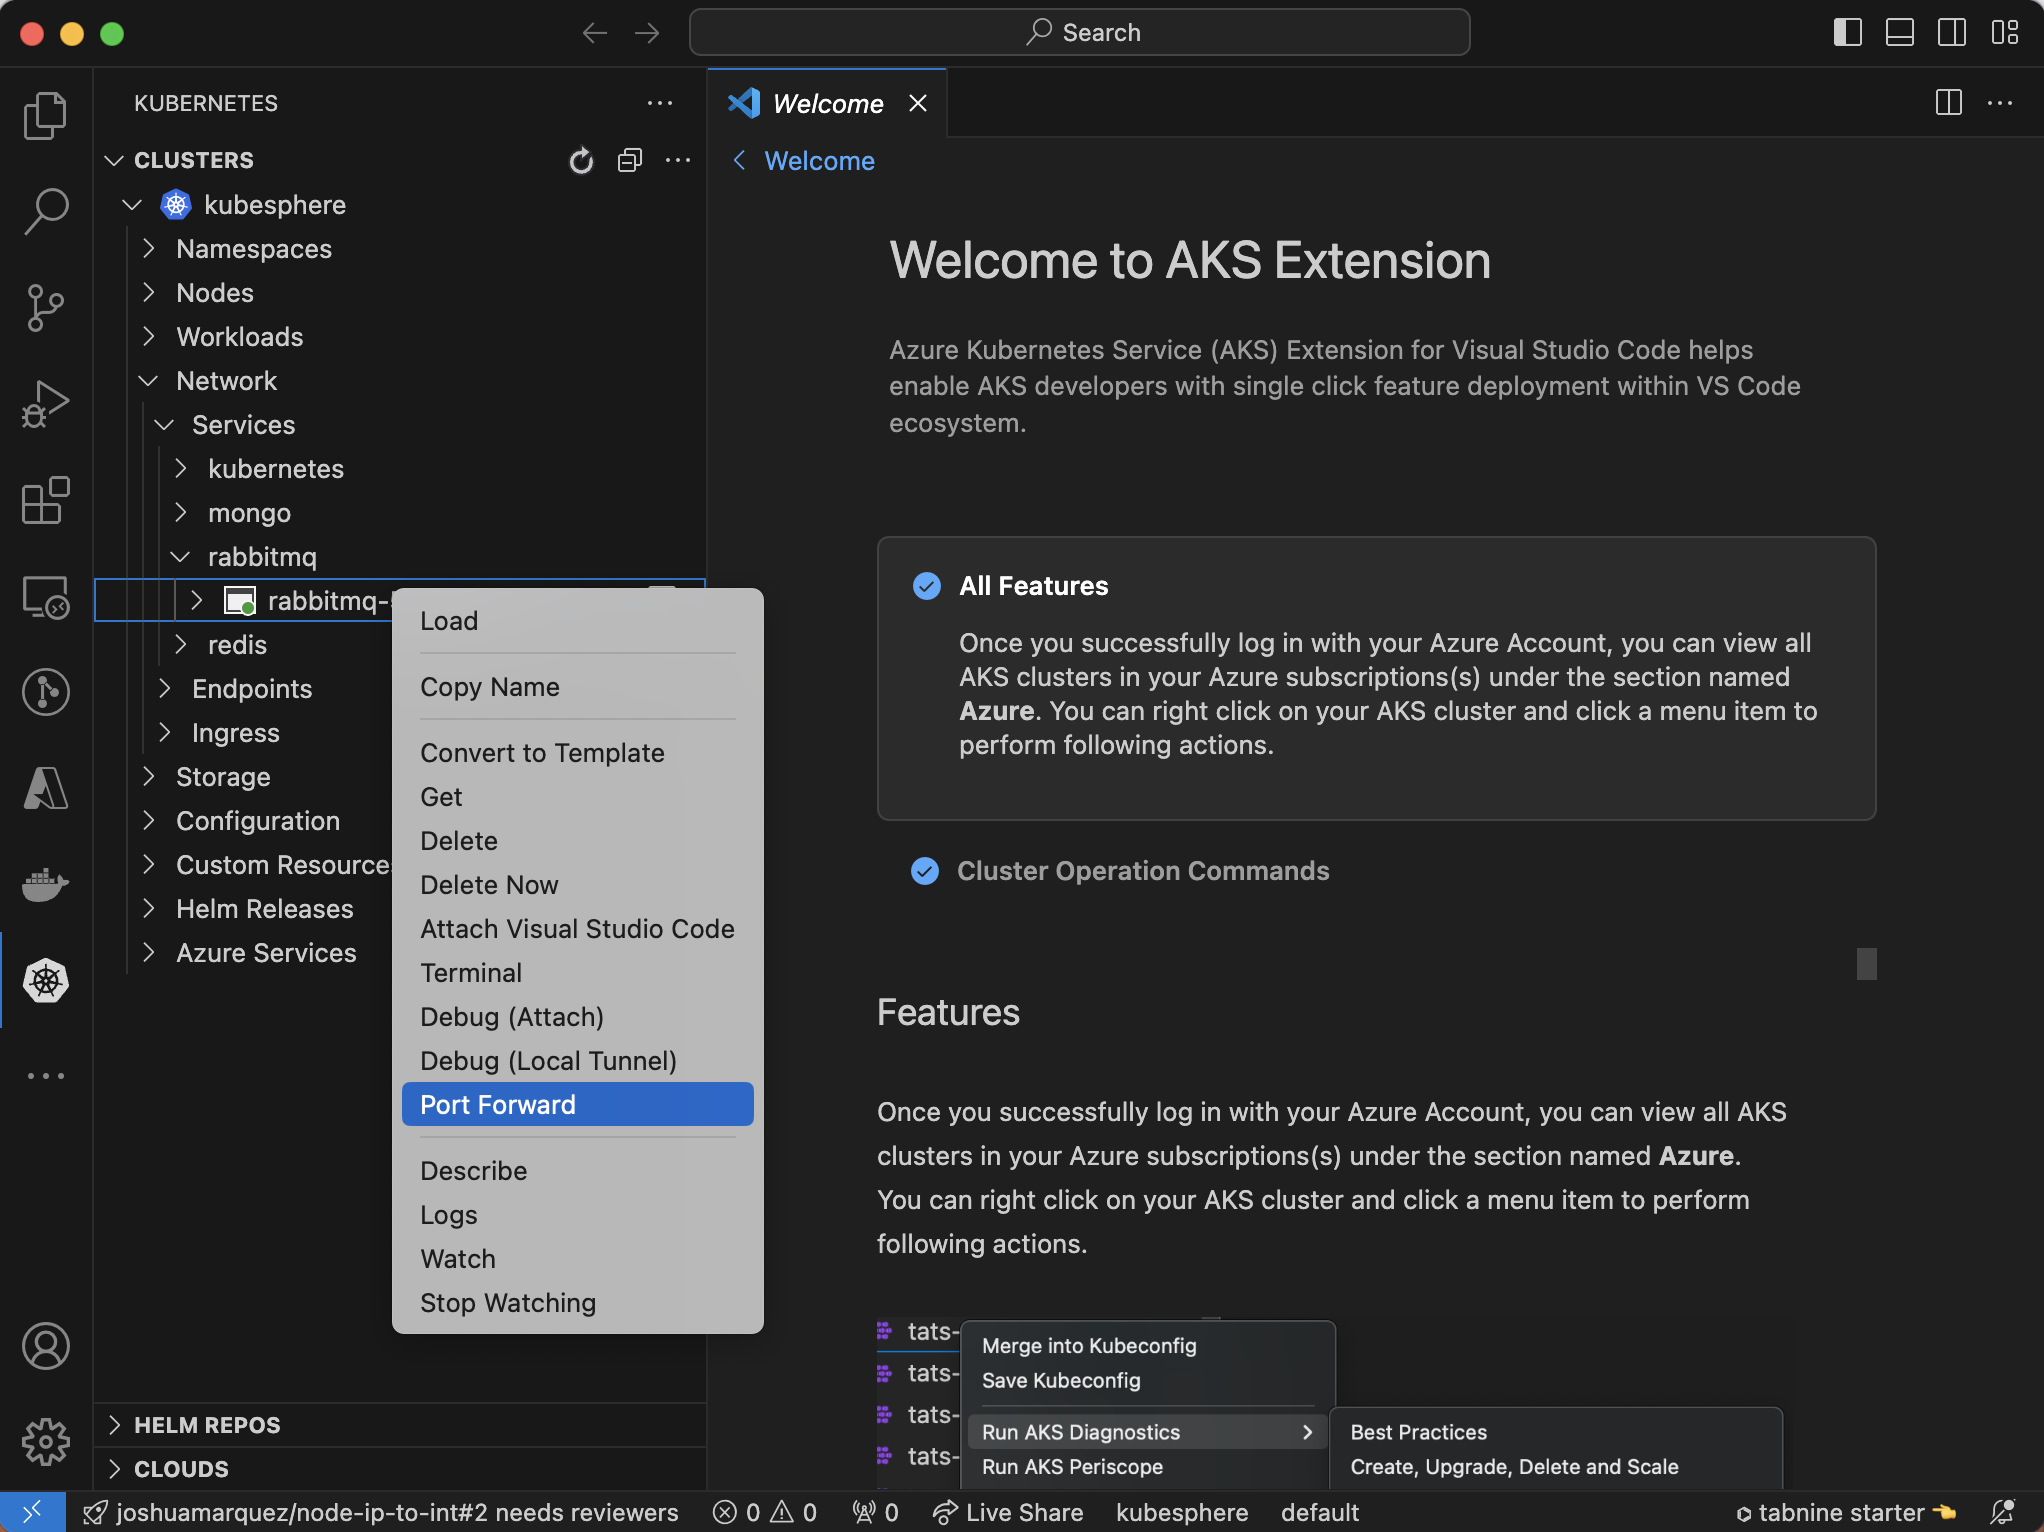 Search
KUBERNETES
Welcome
CLUSTERS
Welcome
kubesphere
Namespaces
Nodes
Workloads
Network
Services
kubernetes
mongo
rabbitmq
rabbitmq-
redis
Endpoints
Ingress
Storage
Configuration
Custom Resource
Helm Releases
Azure Services
Load
Copy Name
Convert to Template
Get
Delete
Delete Now
Attach Visual Studio Code
Terminal
Debug (Attach)
Debug (Local Tunnel)
Port Forward
Describe
Logs
Watch
Stop Watching
HELM REPOS
CLOUDS
Welcome to AKS Extension
Azure Kubernetes Service (AKS) Extension for Visual Studio Code helps
enable AKS developers with single click feature deployment within VS Code
ecosystem.
All Features
Once you successfully log in with your Azure Account, you can view all
AKS clusters in your Azure subscriptions(s) under the section named
Azure. You can right click on your AKS cluster and click a menu item to
perform following actions.
Cluster Operation Commands
Features
Once you successfully log in with your Azure Account, you can view all AKS
clusters in your Azure subscriptions(s) under the section named Azure.
You can right click on your AKS cluster and click a menu item to perform
following actions.
tats-
tats-
tats-
tats-
Merge into Kubeconfig
Save Kubeconfig
Run AKS Diagnostics
Run AKS Periscope
Best Practices
Create, Upgrade, Delete and Scale
joshuamarquez/node-ip-to-int#2 needs reviewers 0 0 0 Live Share kubesphere default tabnine starter